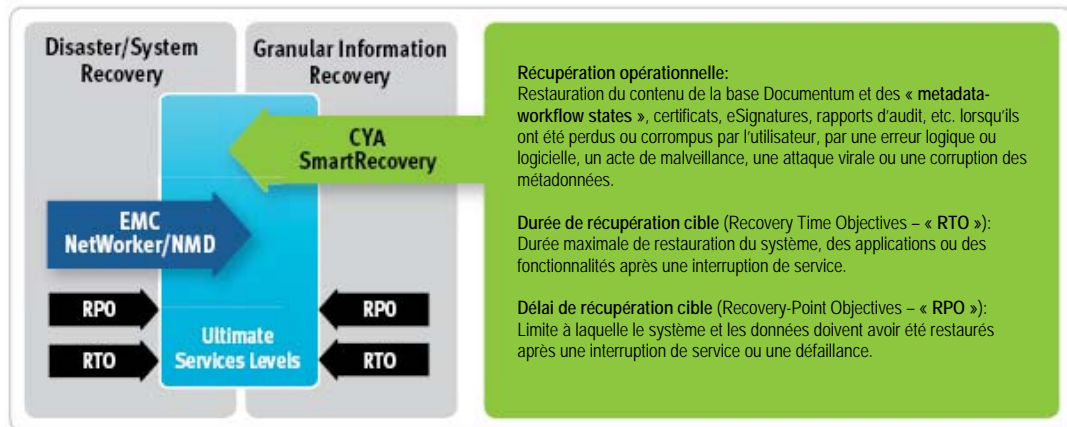 Disaster/System
Recovery
Granular Information
Recovery
CYA
SmartRecovery
EMC
NetWorker/NMD
RPO
RTO
Ultimate
Services Levels
RPO
RTO
Récupération opérationnelle:
Restauration du contenu de la base Documentum et des « metadata-
workflow states », certificats, eSignatures, rapports d'audit, etc. lorsqu'ils
ont été perdus ou corrompus par l'utilisateur, par une erreur logique ou
logicielle, un acte de malveillance, une attaque virale ou une corruption des
métadonnées.
Durée de récupération cible (Recovery Time Objectives – « RTO »):
Durée maximale de restauration du système, des applications ou des
fonctionnalités après une interruption de service.
Délai de récupération cible (Recovery-Point Objectives – « RPO »):
Limite à laquelle le système et les données doivent avoir été restaurés
après une interruption de service ou une défaillance.